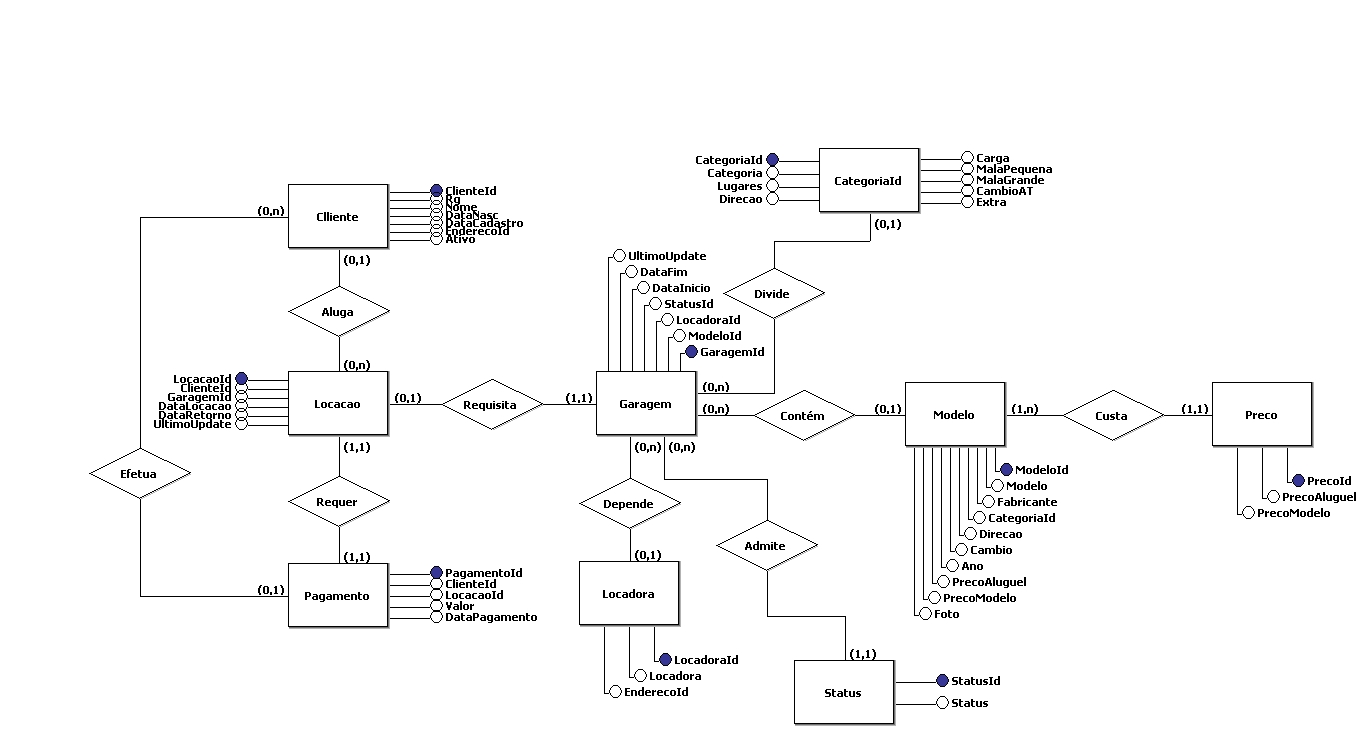 CategoriaId
Categoria
Lugares
Direcao
CategoriaId
Carga
MalaPequena
MalaGrande
CambioAT
Extra
(0,1)
Clliente
ClienteId
Rg
Nome
DataNasc
DataCadastro
EnderecoId
Ativo
(0,n)
(0,1)
Aluga
(0,n)
UltimoUpdate
DataFim
DataInicio
StatusId
LocadoraId
ModeloId
GaragemId
Divide
LocacaoId
ClienteId
GaragemId
DataLocacao
DataRetorno
UltimoUpdate
Locacao
(0,1)
Requisita
(1,1)
Garagem
(0,n)
(0,n)
Contém
(0,1)
Modelo
(1,n)
Custa
(1,1)
Preco
(1,1)
(0,n)
(0,n)
Efetua
Requer
Depende
Admite
ModeloId
Modelo
Fabricante
CategoriaId
Direcao
Cambio
Ano
PrecoAluguel
PrecoModelo
Foto
PrecoId
PrecoAluguel
PrecoModelo
(1,1)
(0,1)
(0,1)
Pagamento
PagamentoId
ClienteId
LocacaoId
Valor
DataPagamento
Locadora
LocadoraId
Locadora
EnderecoId
(1,1)
Status
StatusId
Status